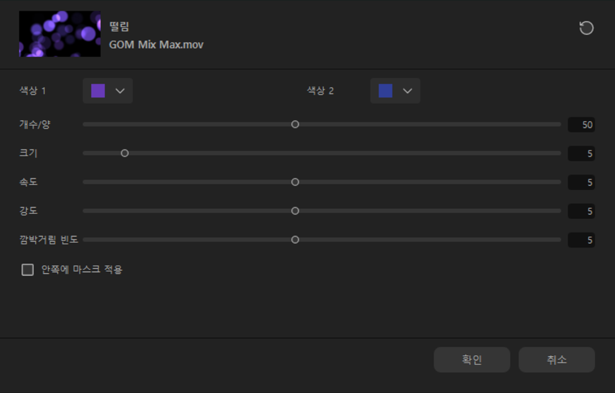 떨림
GOM Mix Max.mov
색상 1
색상 2
개수/양
50
크기
5
속도
5
강도
5
깜박거림 빈도
5
안쪽에 마스크 적용
확인
취소